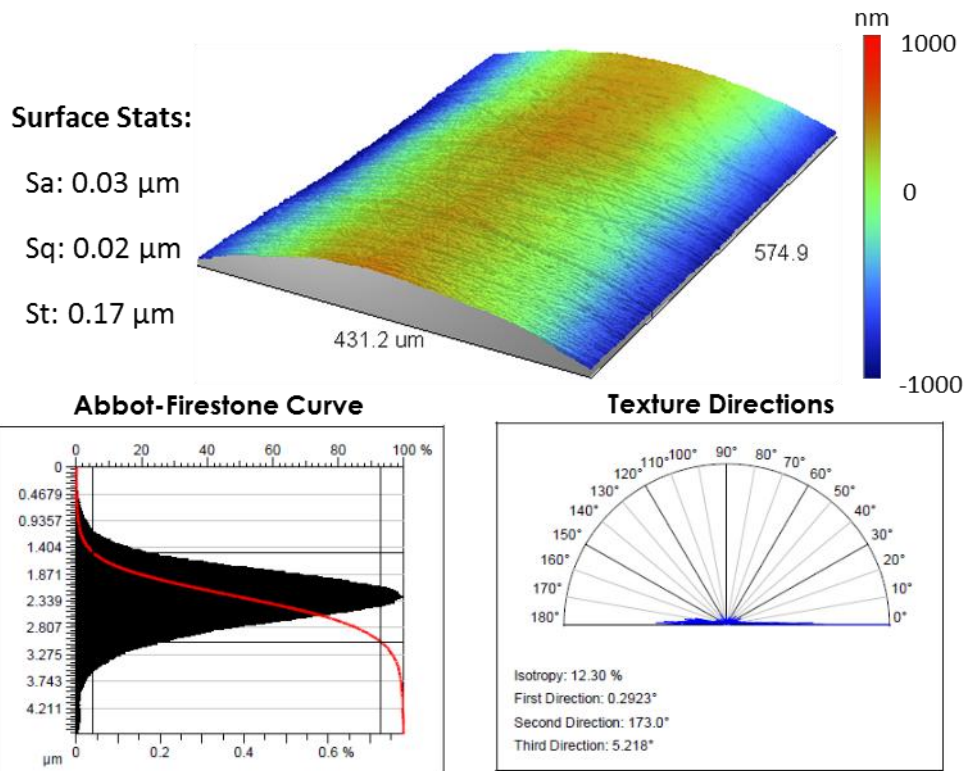 nm
1000
0
-1000
Surface Stats:
Sa: 0.03 µm
Sq: 0.02 µm
St: 0.17 µm
574.9
431.2 um
Abbot-Firestone Curve
0 20 40 60 80 100 %
0
0.4679
0.9357
1.404
1.871
2.339
2.807
3.275
3.743
4.211
µm
0 0.2 0.4 0.6 %
Texture Directions
90°
100° 80°
110° 70°
120° 60°
130° 50°
140° 40°
150° 30°
160° 20°
170° 10°
180° 0°
Isotropy: 12.30 %
First Direction: 0.2923°
Second Direction: 173.0°
Third Direction: 5.218°